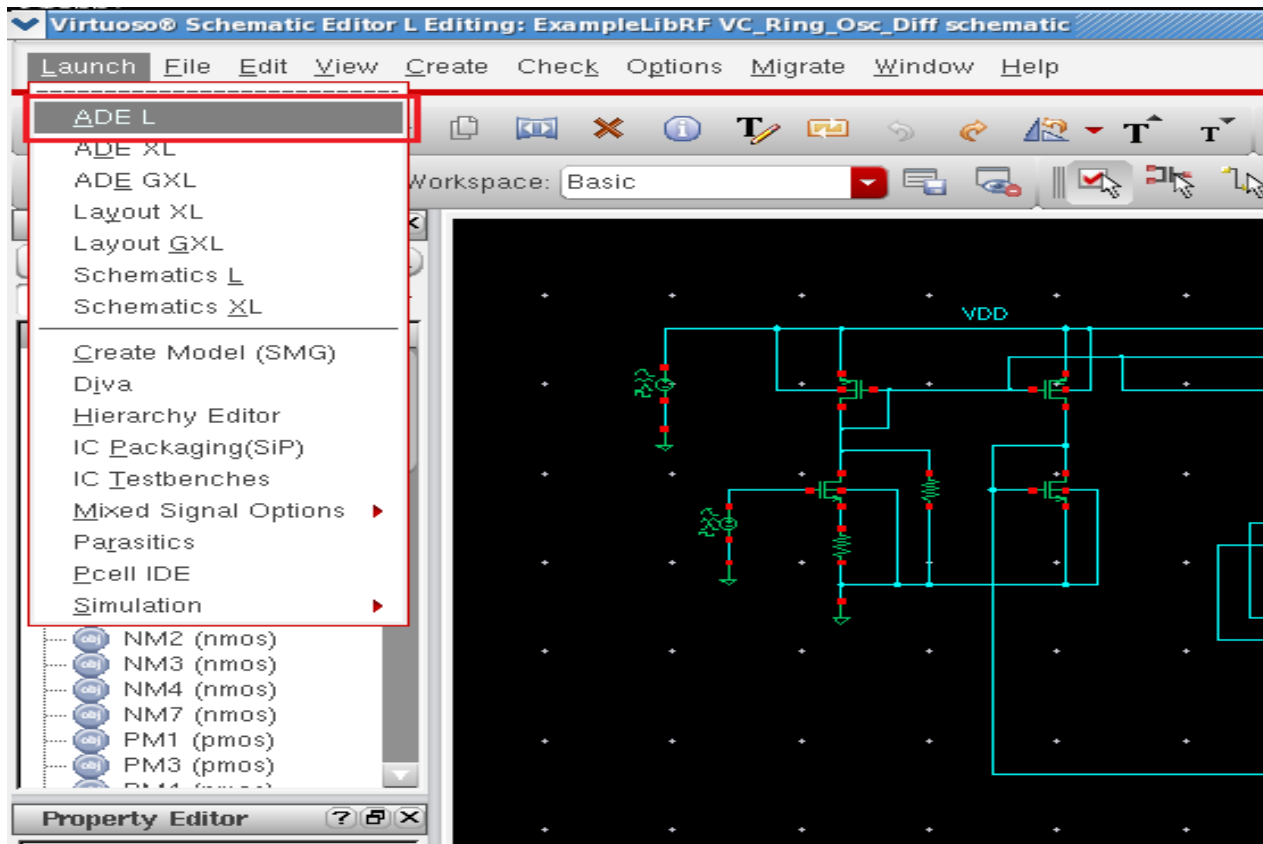 Virtuoso® Schematic Editor L Editing: ExampleLibRF VC_Ring_Osc_Diff schematic
Launch File Edit View Create Check Options Migrate Window Help
ADE L
ADE XL
ADE GXL
Layout XL
Layout GXL
Schematics L
Schematics XL
Create Model (SMG)
Diva
Hierarchy Editor
IC Packaging(SiP)
IC Testbenches
Mixed Signal Options
Parasitics
Pcell IDE
Simulation
Workspace: Basic
NM2 (nmos)
NM3 (nmos)
NM4 (nmos)
NM7 (nmos)
PM1 (pmos)
PM3 (pmos)
Property Editor
VDD